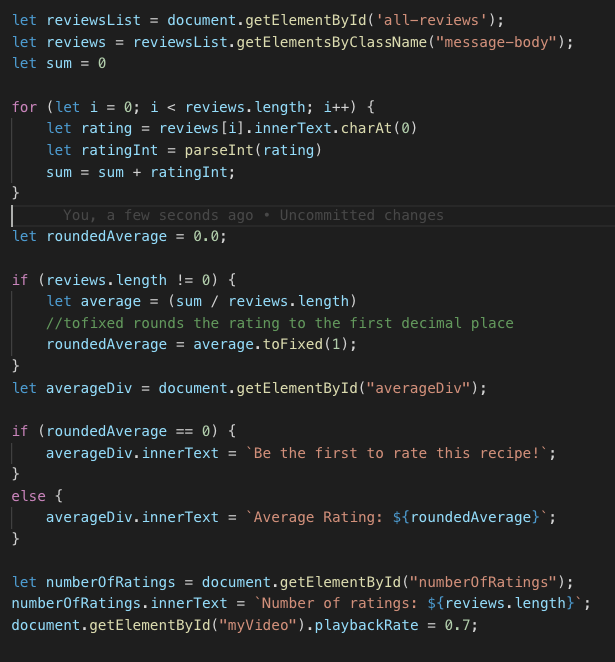 let reviewsList = document.getElementById('all-reviews');
let reviews = reviewsList.getElementsByClassName("message-body");
let sum = 0
for (let i = 0; i < reviews.length; i++) {
let rating = reviews[i].innerText.charAt(0)
let ratingInt = parseInt(rating)
sum = sum + ratingInt;
}
You, a few seconds ago • Uncommitted changes
let roundedAverage = 0.0;
if (reviews.length != 0) {
let average = (sum / reviews.length)
//tofixed rounds the rating to the first decimal place
roundedAverage = average.toFixed(1);
}
let averageDiv = document.getElementById("averageDiv");
if (roundedAverage == 0) {
averageDiv.innerText = `Be the first to rate this recipe!`;
}
else {
averageDiv.innerText = `Average Rating: ${roundedAverage}`;
}
let numberOfRatings = document.getElementById("numberOfRatings");
numberOfRatings.innerText = `Number of ratings: ${reviews.length}`;
document.getElementById("myVideo").playbackRate = 0.7;